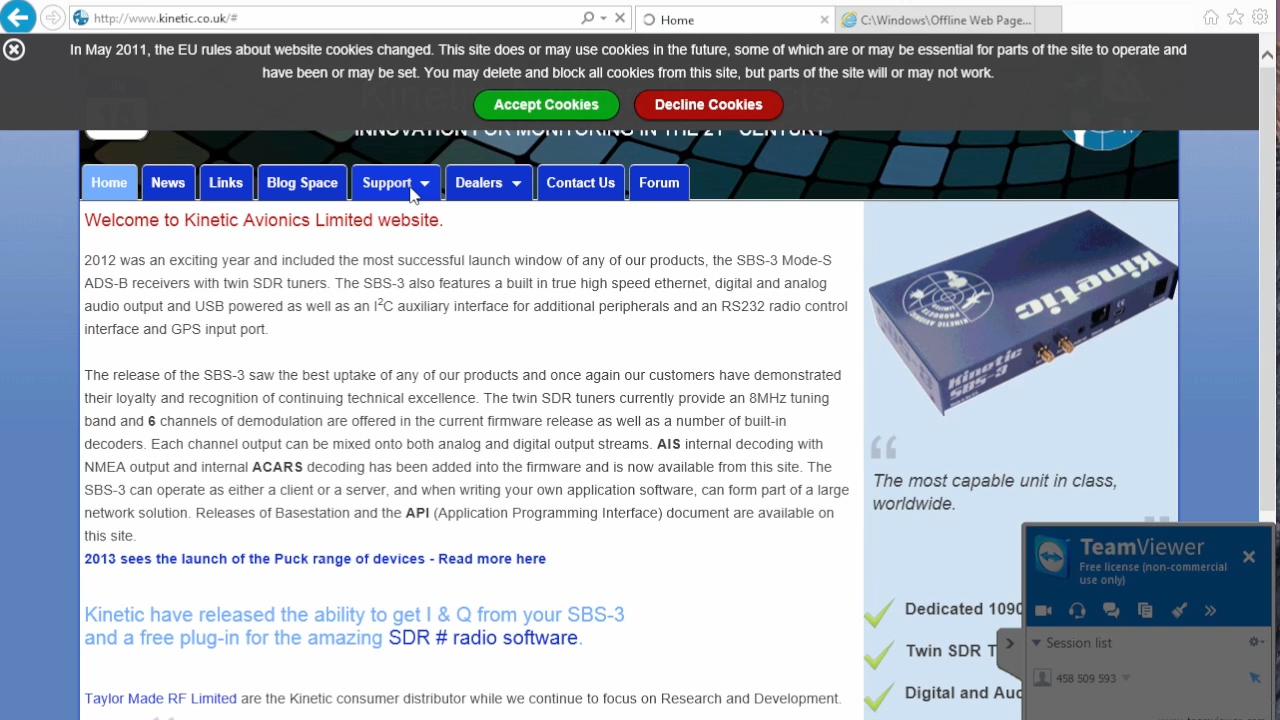 http://www.kinetic.co.uk/#
Home
C:\Windows\Offline Web Page...
In May 2011, the EU rules about website cookies changed. This site does or may use cookies in the future, some of which are or may be essential for parts of the site to operate and
have been or may be set. You may delete and block all cookies from this site, but parts of the site will or may not work.
Accept Cookies Decline Cookies
INNOVATION FOR MONITORING IN THE 21ST CENTURY
Home News Links Blog Space Support Dealers Contact Us Forum
Welcome to Kinetic Avionics Limited website.
2012 was an exciting year and included the most successful launch window of any of our products, the SBS-3 Mode-S
ADS-B receivers with twin SDR tuners. The SBS-3 also features a built in true high speed ethernet, digital and analog
audio output and USB powered as well as an I2C auxiliary interface for additional peripherals and an RS232 radio control
interface and GPS input port.
The release of the SBS-3 saw the best uptake of any of our products and once again our customers have demonstrated
their loyalty and recognition of continuing technical excellence. The twin SDR tuners currently provide an 8MHz tuning
band and 6 channels of demodulation are offered in the current firmware release as well as a number of built-in
decoders. Each channel output can be mixed onto both analog and digital output streams. AIS internal decoding with
NMEA output and internal ACARS decoding has been added into the firmware and is now available from this site. The
SBS-3 can operate as either a client or a server, and when writing your own application software, can form part of a large
network solution. Releases of Basestation and the API (Application Programming Interface) document are available on
this site.
2013 sees the launch of the Puck range of devices - Read more here
Kinetic have released the ability to get I & Q from your SBS-3
and a free plug-in for the amazing SDR # radio software.
Taylor Made RF Limited are the Kinetic consumer distributor while we continue to focus on Research and Development.
Kinetic
Kinetic
SBS-3
“
The most capable unit in class,
worldwide.
”
Dedicated 1090
Twin SDR T
Digital and Aud
TeamViewer
Free license (non-commercial
use only)
Session list
458 509 593